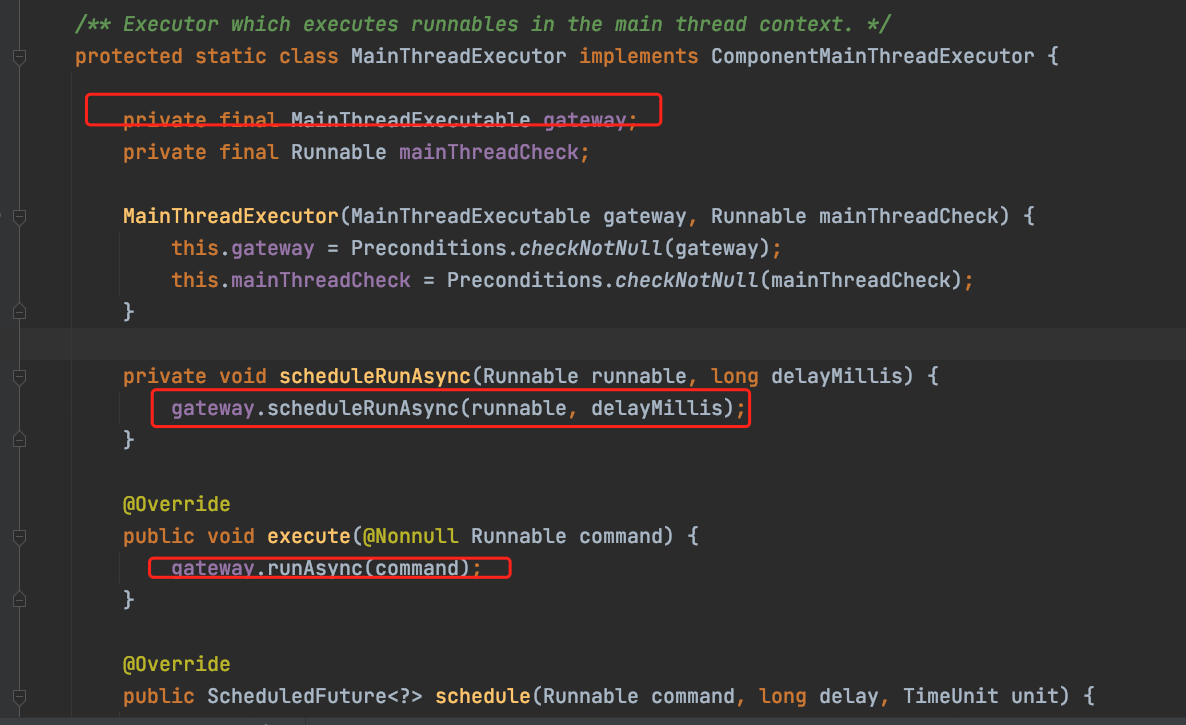 /** Executor which executes runnables in the main thread context. */
protected static class MainThreadExecutor implements ComponentMainThreadExecutor {
private final MainThreadExecutable gateway;
private final Runnable mainThreadCheck;
MainThreadExecutor(MainThreadExecutable gateway, Runnable mainThreadCheck) {
this.gateway = Preconditions.checkNotNull(gateway);
this.mainThreadCheck = Preconditions.checkNotNull(mainThreadCheck);
}
private void scheduleRunAsync(Runnable runnable, long delayMillis) {
gateway.scheduleRunAsync(runnable, delayMillis);
}
@Override
public void execute(@Nonnull Runnable command) {
gateway.runAsync(command);
}
@Override
public ScheduledFuture<?> schedule(Runnable command, long delay, TimeUnit unit) {